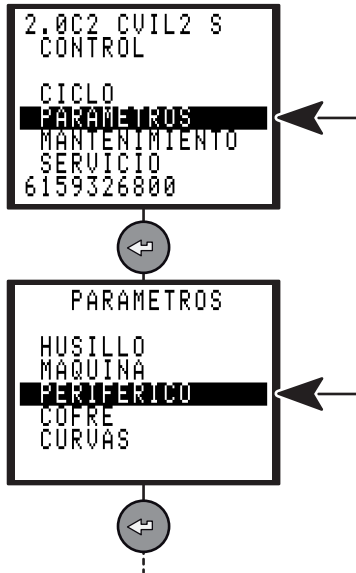 2.0C2 CVIL2 S
CONTROL
CICLO
PARAMETROS
MANTENIMIENTO
SERVICIO
6159326800
PARAMETROS
HUSILLO
MAQUINA
PERIFERICO
COFRE
CURVAS